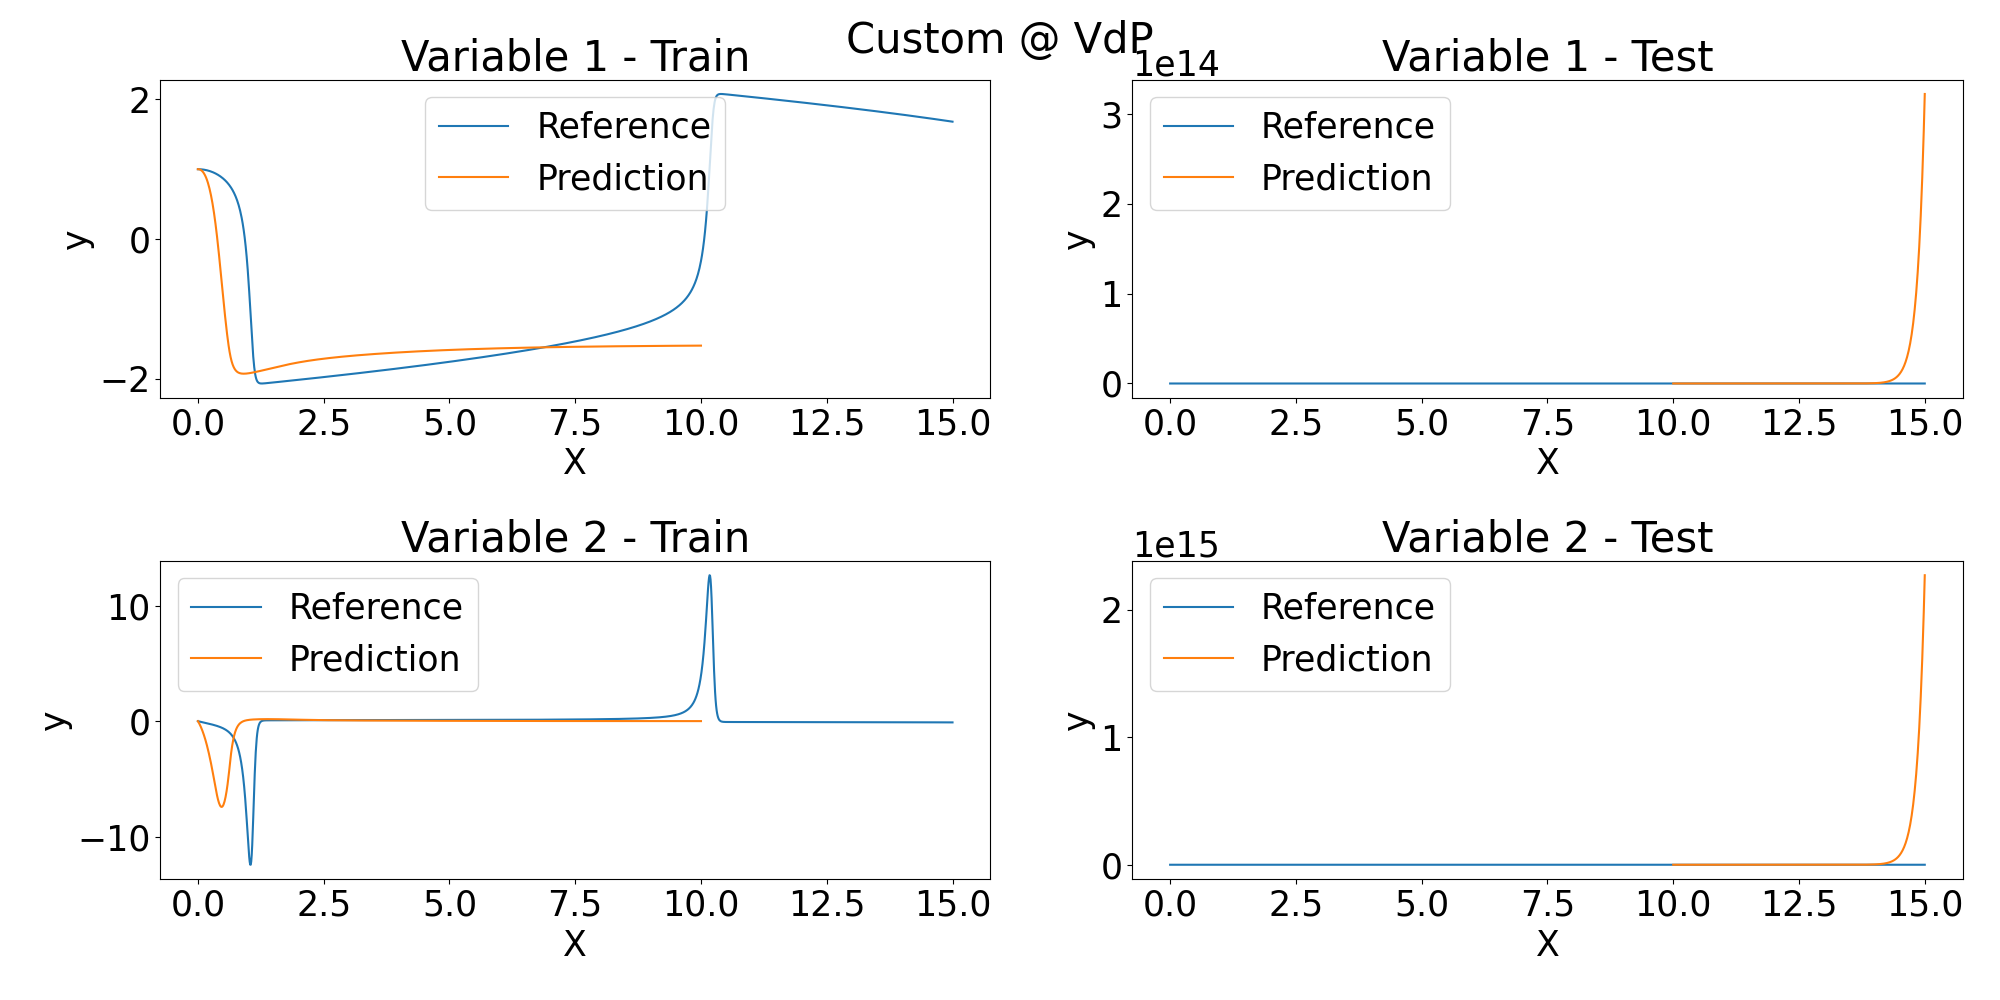 Custom @ VdP
Variable 1 - Train
2
0
−2
y
Reference
Prediction
0.0 2.5 5.0 7.5 10.0 12.5 15.0
X
Variable 1 - Test
1e14
3
2
1
0
y
Reference
Prediction
0.0 2.5 5.0 7.5 10.0 12.5 15.0
X
Variable 2 - Train
10
0
−10
y
Reference
Prediction
0.0 2.5 5.0 7.5 10.0 12.5 15.0
X
Variable 2 - Test
1e15
2
1
0
y
Reference
Prediction
0.0 2.5 5.0 7.5 10.0 12.5 15.0
X